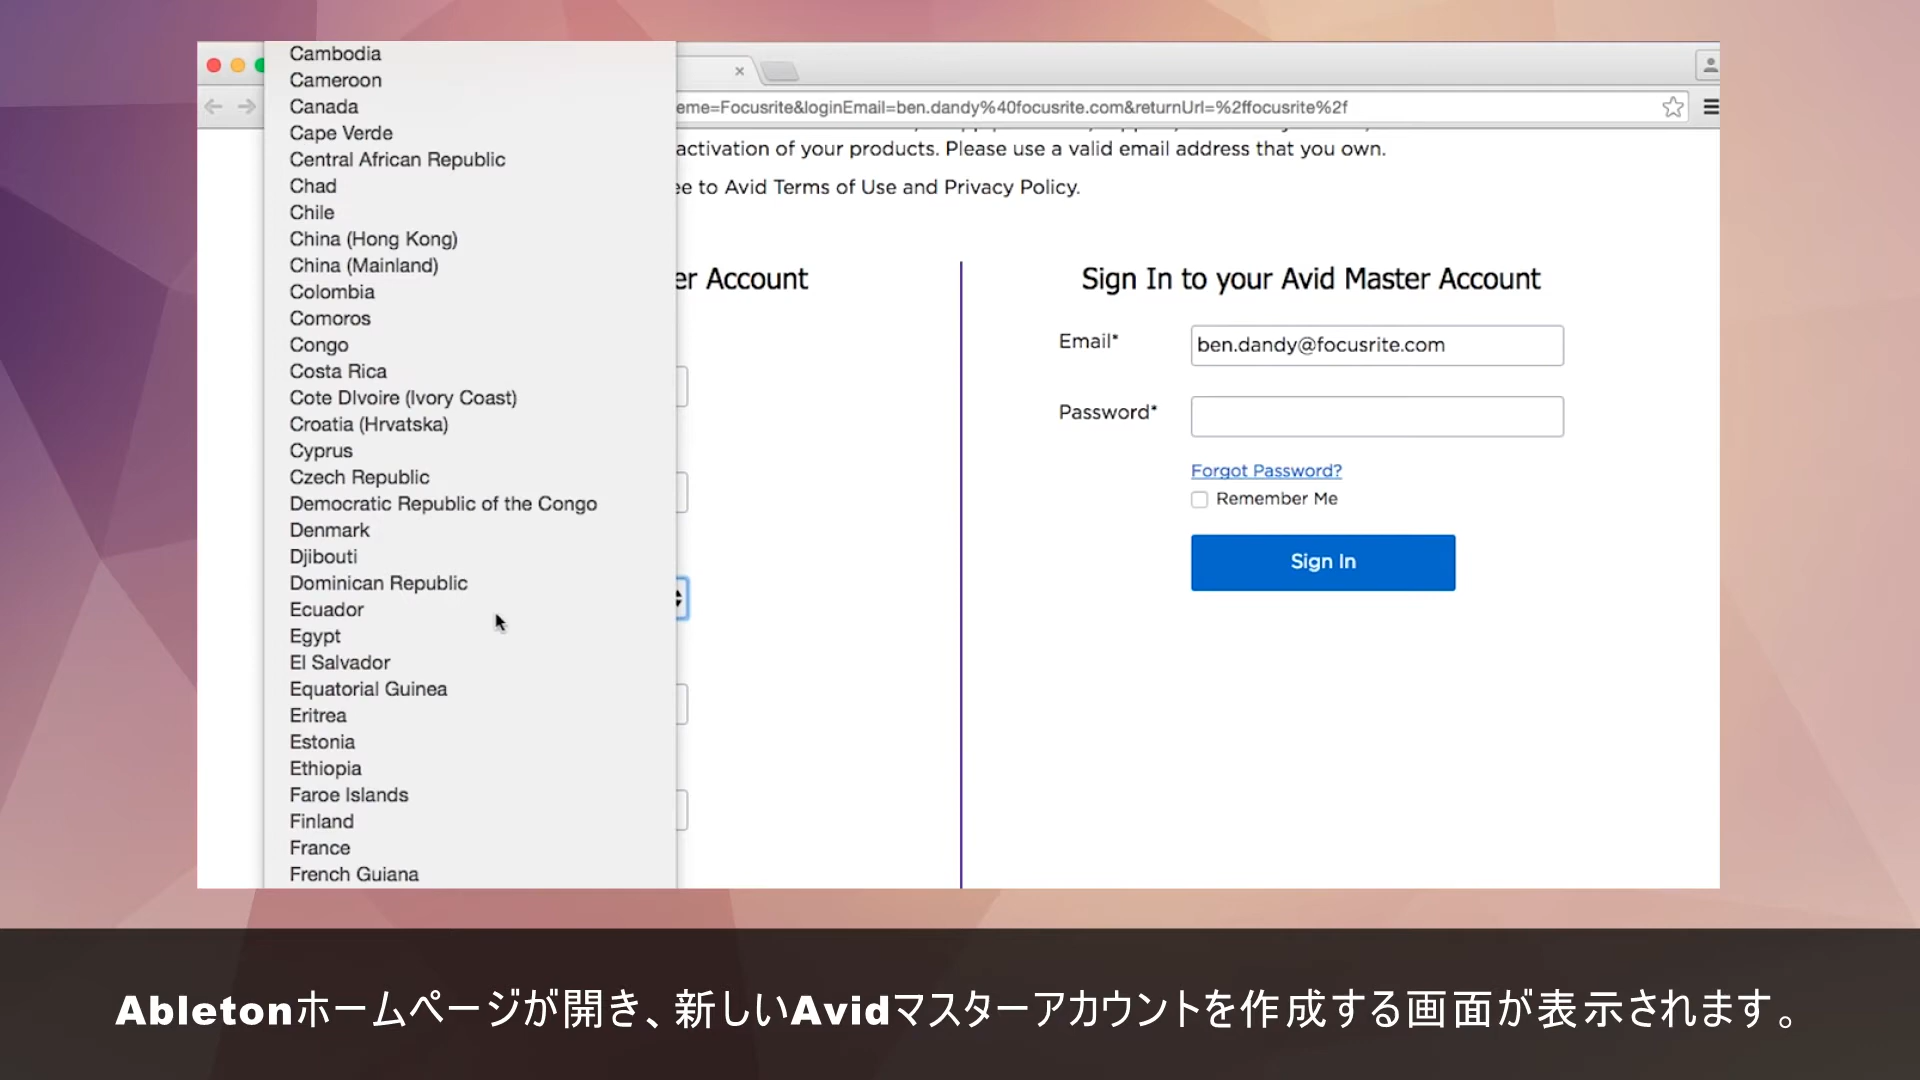 Cambodia
Cameroon
Canada
Cape Verde
Central African Republic
Chad
Chile
China (Hong Kong)
China (Mainland)
Colombia
Comoros
Congo
Costa Rica
Cote DIvoire (Ivory Coast)
Croatia (Hrvatska)
Cyprus
Czech Republic
Democratic Republic of the Congo
Denmark
Djibouti
Dominican Republic
Ecuador
Egypt
El Salvador
Equatorial Guinea
Eritrea
Estonia
Ethiopia
Faroe Islands
Finland
France
French Guiana
eme=Focusrite&loginEmail=ben.dandy%40focusrite.com&returnUrl=%2ffocusrite%2f
activation of your products. Please use a valid email address that you own.
ee to Avid Terms of Use and Privacy Policy.
er Account
Sign In to your Avid Master Account
Email*
ben.dandy@focusrite.com
Password*
Forgot Password?
Remember Me
Sign In
Abletonホームページが開き、新しいAvidマスターアカウントを作成する画面が表示されます。